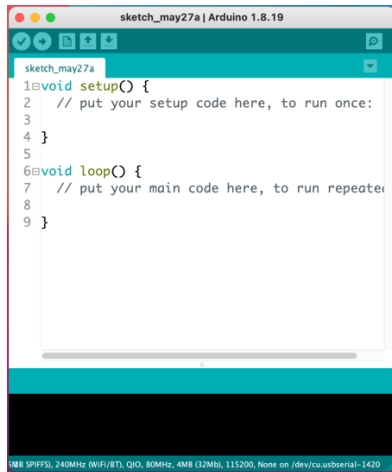 sketch_may27a | Arduino 1.8.19
sketch_may27a
1 void setup() {
2 // put your setup code here, to run once:
3
4 }
5
6 void loop() {
7 // put your main code here, to run repeated
8
9 }
SPIFFS), 240MHz (WiFi/BT), QIO, 80MHz, 4MB (32Mb), 115200, None on /dev/cu.usbserial-1420